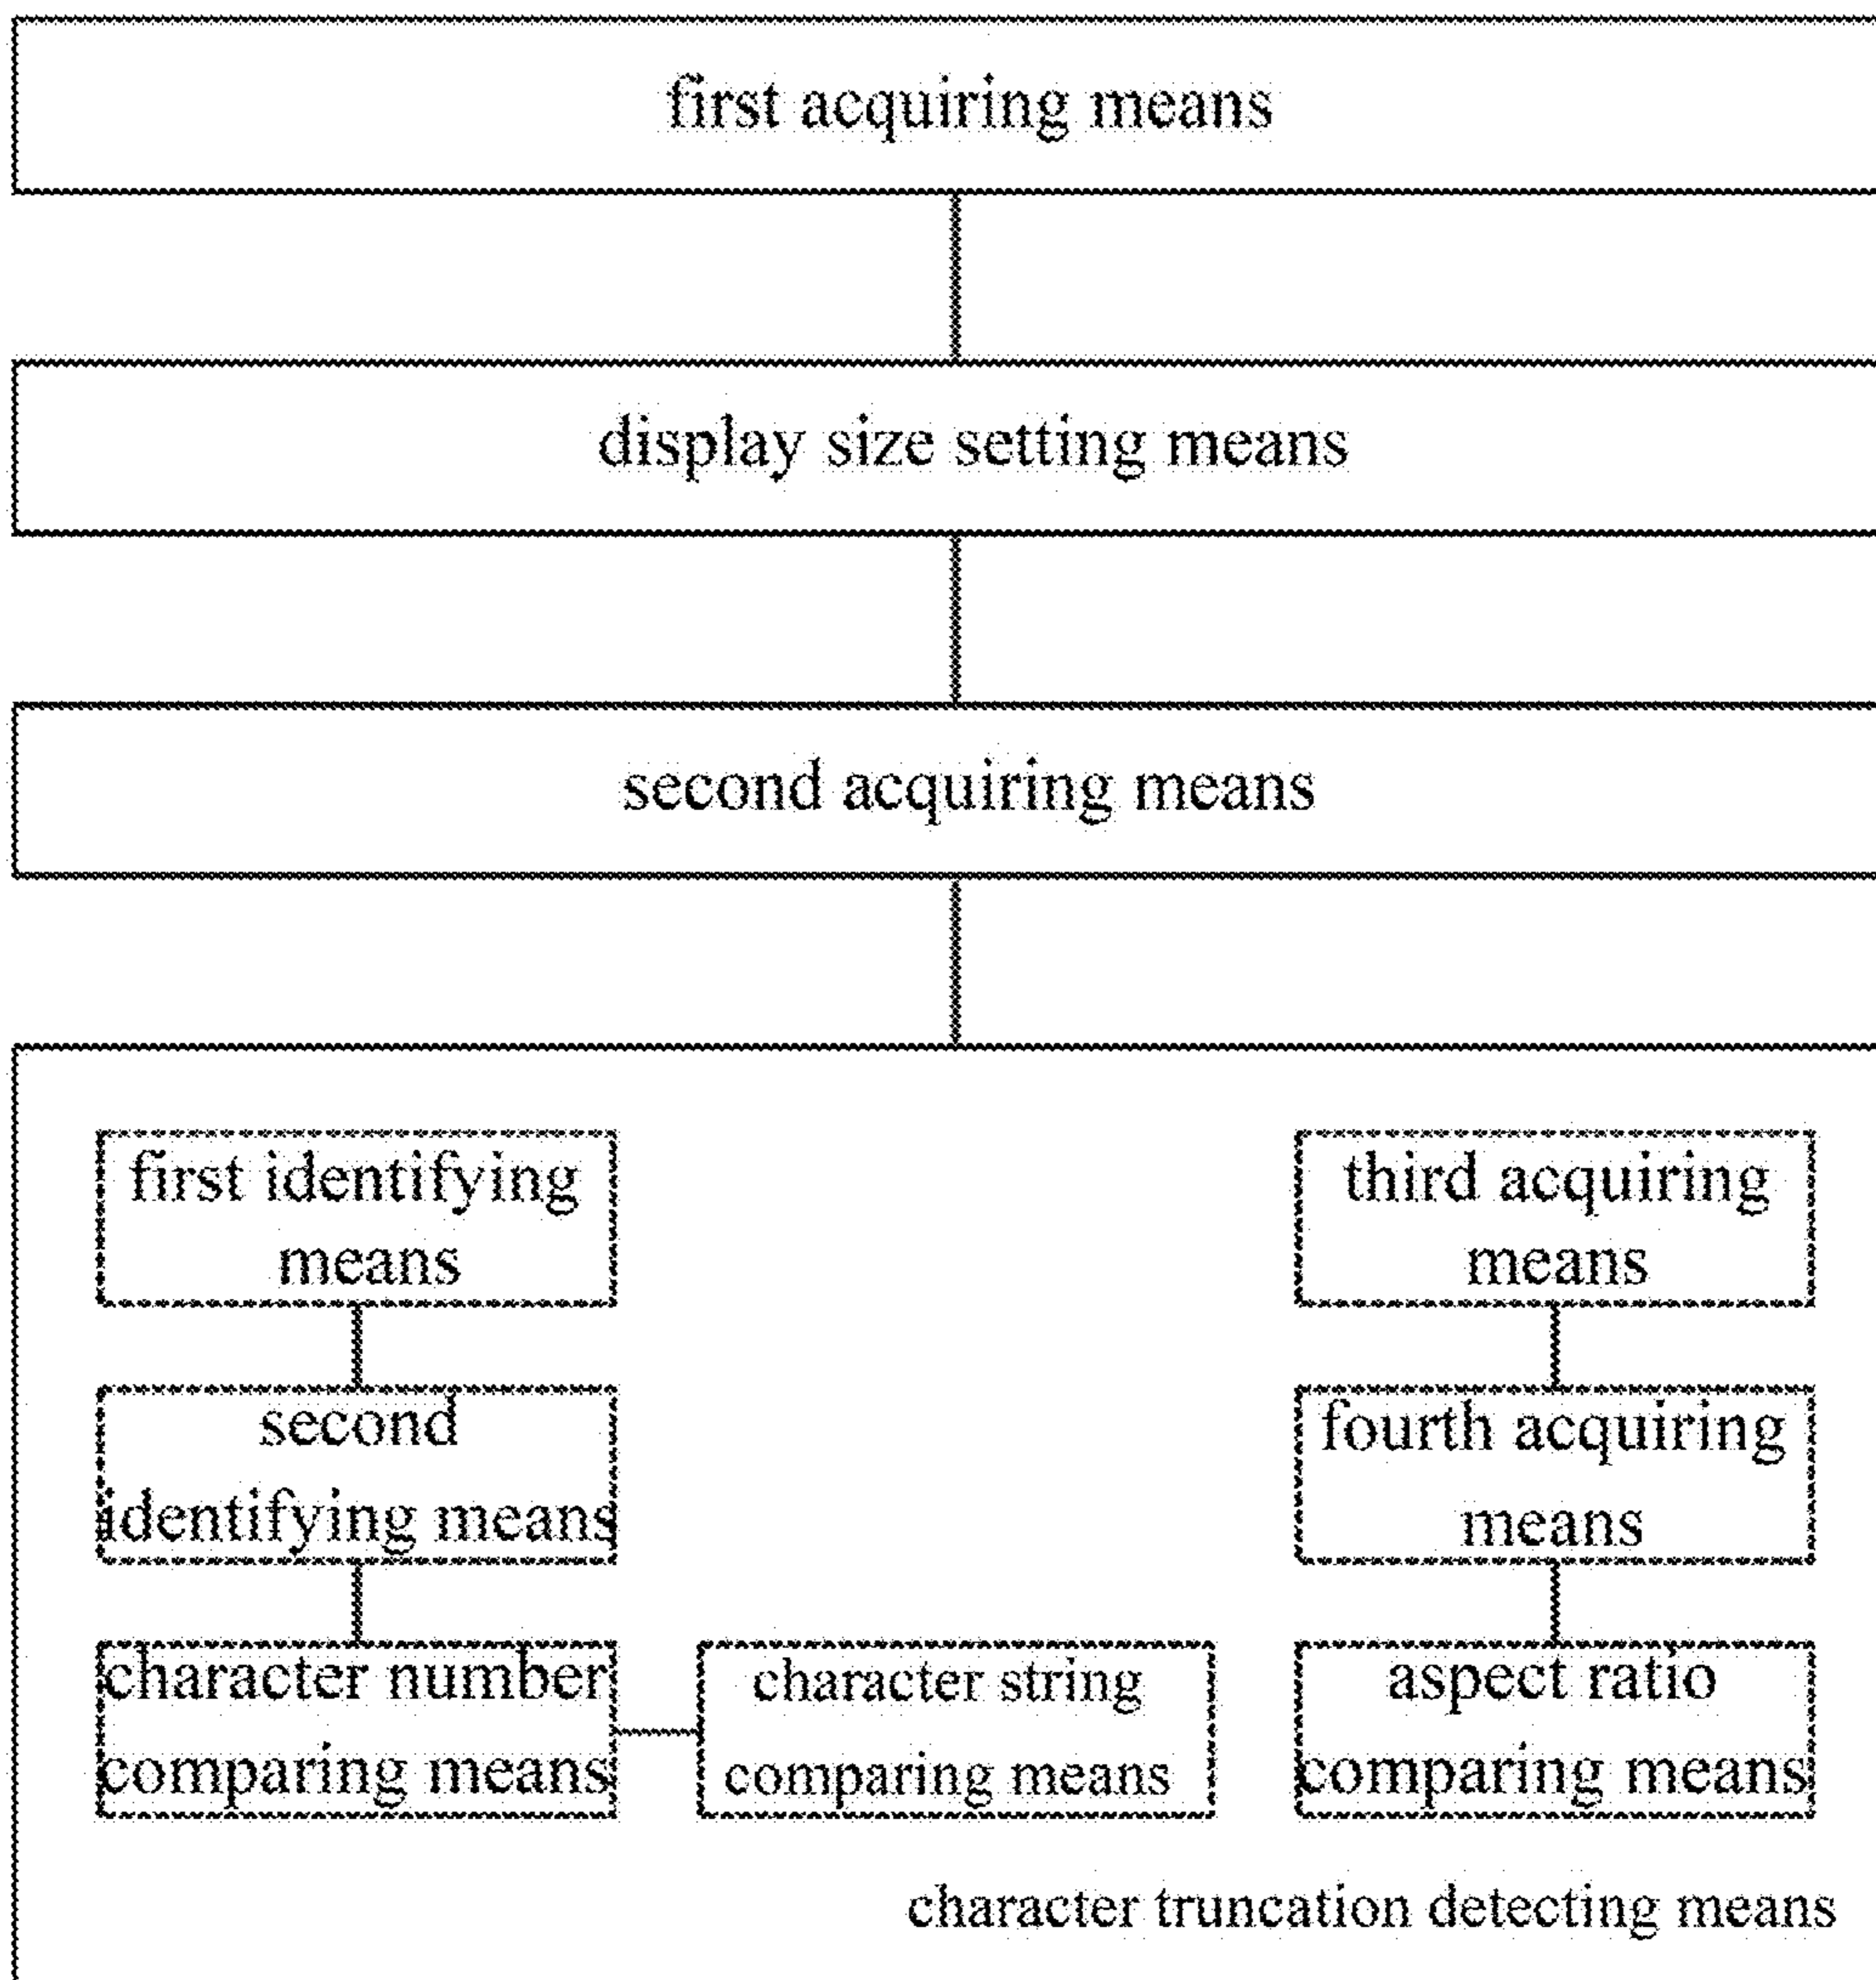 first acquiring means
display size setting means
second acquiring means
first identifying
means
second
identifying means
character number
comparing means
character string
comparing means
third acquiring
means
fourth acquiring
means
aspect ratio
comparing means
character truncation detecting means